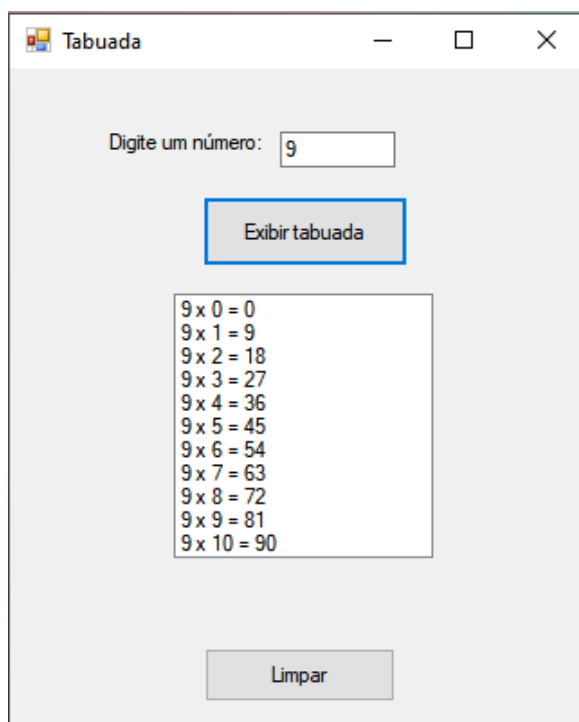 Tabuada
Digite um número: 9
Exibir tabuada
9 x 0 = 0
9 x 1 = 9
9 x 2 = 18
9 x 3 = 27
9 x 4 = 36
9 x 5 = 45
9 x 6 = 54
9 x 7 = 63
9 x 8 = 72
9 x 9 = 81
9 x 10 = 90
Limpar